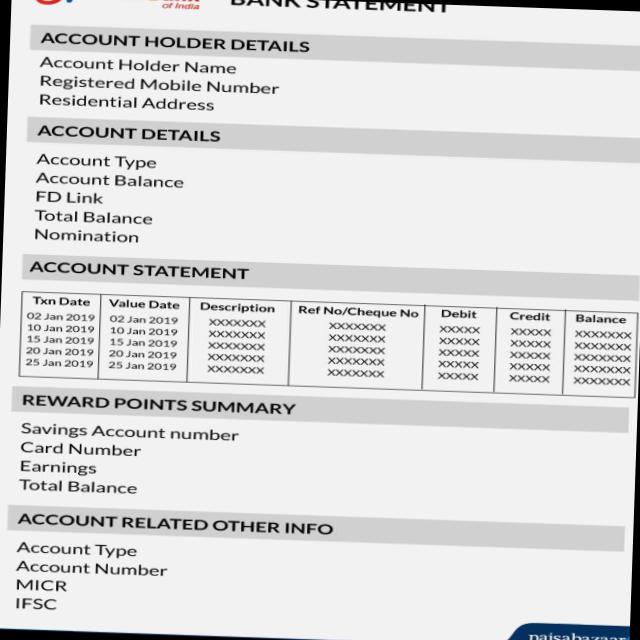 of India
BANK STATEMENT
ACCOUNT HOLDER DETAILS
Account Holder Name
Registered Mobile Number
Residential Address
ACCOUNT DETAILS
Account Type
Account Balance
FD Link
Total Balance
Nomination
ACCOUNT STATEMENT
Txn Date Value Date Description Ref No/Cheque No Debit Credit Balance
02 Jan 2019 02 Jan 2019 XXXXXXX XXXXXXX XXXXX XXXXX XXXXXXX
10 Jan 2019 10 Jan 2019 XXXXXXX XXXXXXX XXXXX XXXXX XXXXXXX
15 Jan 2019 15 Jan 2019 XXXXXXX XXXXXXX XXXXX XXXXX XXXXXXX
20 Jan 2019 20 Jan 2019 XXXXXXX XXXXXXX XXXXX XXXXX XXXXXXX
25 Jan 2019 25 Jan 2019 XXXXXXX XXXXXXX XXXXX XXXXX XXXXXXX
REWARD POINTS SUMMARY
Savings Account number
Card Number
Earnings
Total Balance
ACCOUNT RELATED OTHER INFO
Account Type
Account Number
MICR
IFSC
paisabazaar